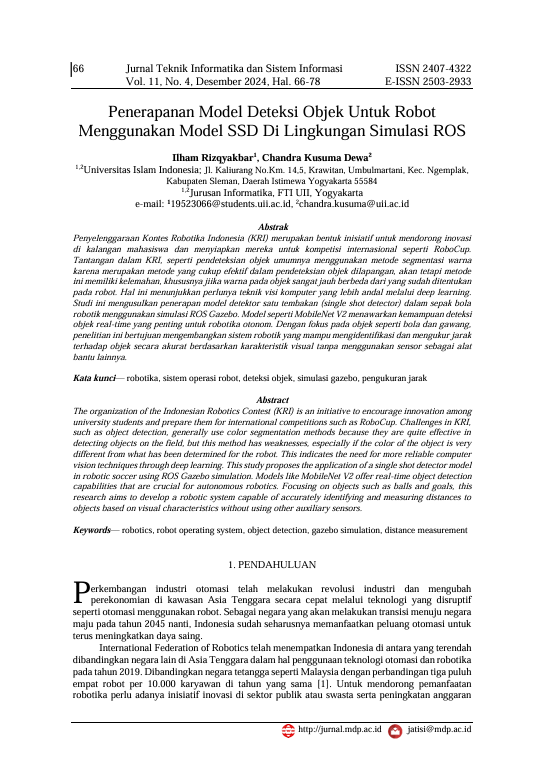 66 Jurnal Teknik Informatika dan Sistem Informasi ISSN 2407-4322
Vol. 11, No. 4, Desember 2024, Hal. 66-78 E-ISSN 2503-2933
Penerapanan Model Deteksi Objek Untuk Robot
Menggunakan Model SSD Di Lingkungan Simulasi ROS
Ilham Rizqyakbar¹, Chandra Kusuma Dewa²
¹,²Universitas Islam Indonesia; Jl. Kaliurang No.Km. 14,5, Krawitan, Umbulmartani, Kec. Ngemplak,
Kabupaten Sleman, Daerah Istimewa Yogyakarta 55584
¹,²Jurusan Informatika, FTI UII, Yogyakarta
e-mail: ¹19523066@students.uii.ac.id, ²chandra.kusuma@uii.ac.id
Abstrak
Penyelenggaraan Kontes Robotika Indonesia (KRI) merupakan bentuk inisiatif untuk mendorong inovasi
di kalangan mahasiswa dan menyiapkan mereka untuk kompetisi internasional seperti RoboCup.
Tantangan dalam KRI, seperti pendeteksian objek umumnya menggunakan metode segmentasi warna
karena merupakan metode yang cukup efektif dalam pendeteksian objek dilapangan, akan tetapi metode
ini memiliki kelemahan, khususnya jiika warna pada objek sangat jauh berbeda dari yang sudah ditentukan
pada robot. Hal ini menunjukkan perlunya teknik visi komputer yang lebih andal melalui deep learning.
Studi ini mengusulkan penerapan model detektor satu tembakan (single shot detector) dalam sepak bola
robotik menggunakan simulasi ROS Gazebo. Model seperti MobileNet V2 menawarkan kemampuan deteksi
objek real-time yang penting untuk robotika otonom. Dengan fokus pada objek seperti bola dan gawang,
penelitian ini bertujuan mengembangkan sistem robotik yang mampu mengidentifikasi dan mengukur jarak
terhadap objek secara akurat berdasarkan karakteristik visual tanpa menggunakan sensor sebagai alat
bantu lainnya.
Kata kunci— robotika, sistem operasi robot, deteksi objek, simulasi gazebo, pengukuran jarak
Abstract
The organization of the Indonesian Robotics Contest (KRI) is an initiative to encourage innovation among
university students and prepare them for international competitions such as RoboCup. Challenges in KRI,
such as object detection, generally use color segmentation methods because they are quite effective in
detecting objects on the field, but this method has weaknesses, especially if the color of the object is very
different from what has been determined for the robot. This indicates the need for more reliable computer
vision techniques through deep learning. This study proposes the application of a single shot detector model
in robotic soccer using ROS Gazebo simulation. Models like MobileNet V2 offer real-time object detection
capabilities that are crucial for autonomous robotics. Focusing on objects such as balls and goals, this
research aims to develop a robotic system capable of accurately identifying and measuring distances to
objects based on visual characteristics without using other auxiliary sensors.
Keywords— robotics, robot operating system, object detection, gazebo simulation, distance measurement
1. PENDAHULUAN
Perkembangan industri otomasi telah melakukan revolusi industri dan mengubah
perekonomian di kawasan Asia Tenggara secara cepat melalui teknologi yang disruptif
seperti otomasi menggunakan robot. Sebagai negara yang akan melakukan transisi menuju negara
maju pada tahun 2045 nanti, Indonesia sudah seharusnya memanfaatkan peluang otomasi untuk
terus meningkatkan daya saing.
International Federation of Robotics telah menempatkan Indonesia di antara yang terendah
dibandingkan negara lain di Asia Tenggara dalam hal penggunaan teknologi otomasi dan robotika
pada tahun 2019. Dibandingkan negara tetangga seperti Malaysia dengan perbandingan tiga puluh
empat robot per 10.000 karyawan di tahun yang sama [1]. Untuk mendorong pemanfaatan
robotika perlu adanya inisiatif inovasi di sektor publik atau swasta serta peningkatan anggaran
http://jurnal.mdp.ac.id jatisi@mdp.ac.id